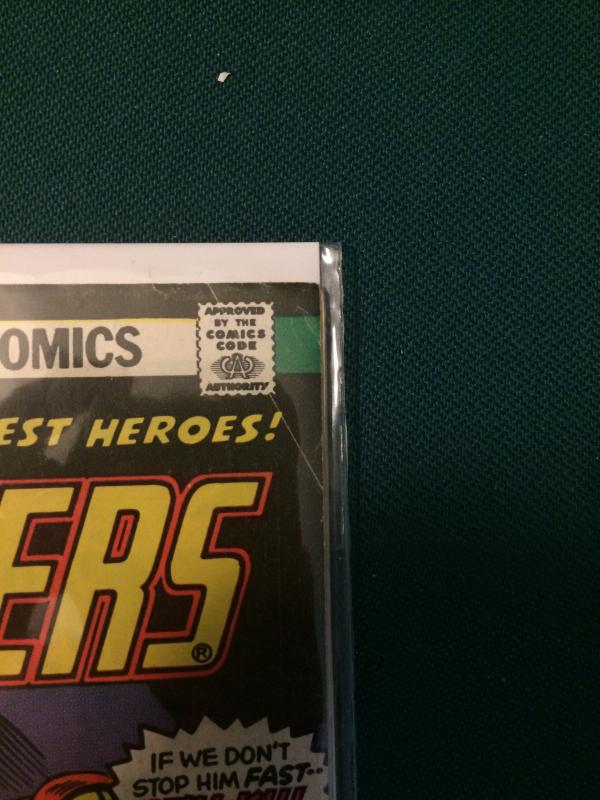 APPROVED
BY THE
COMICS
CODE
CA
AUTHORITY
OMICS
EST HEROES!
ERS®
IF WE DON'T
STOP HIM FAST--